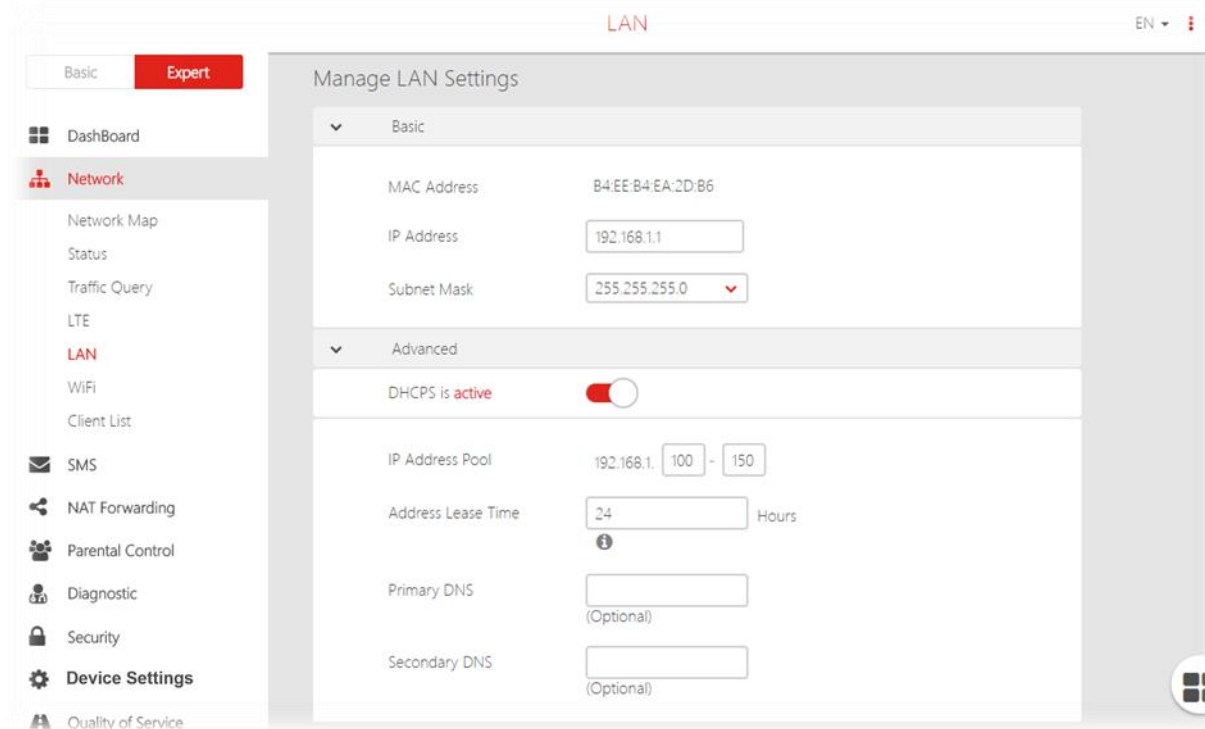 LAN
EN
Basic Expert
DashBoard
Network
Network Map
Status
Traffic Query
LTE
LAN
WiFi
Client List
SMS
NAT Forwarding
Parental Control
Diagnostic
Security
Device Settings
Quality of Service
Manage LAN Settings
Basic
MAC Address B4:EE:B4:EA:2D:B6
IP Address 192.168.1.1
Subnet Mask 255.255.255.0
Advanced
DHCPS is active
IP Address Pool 192.168.1. 100 - 150
Address Lease Time 24 Hours
Primary DNS
(Optional)
Secondary DNS
(Optional)